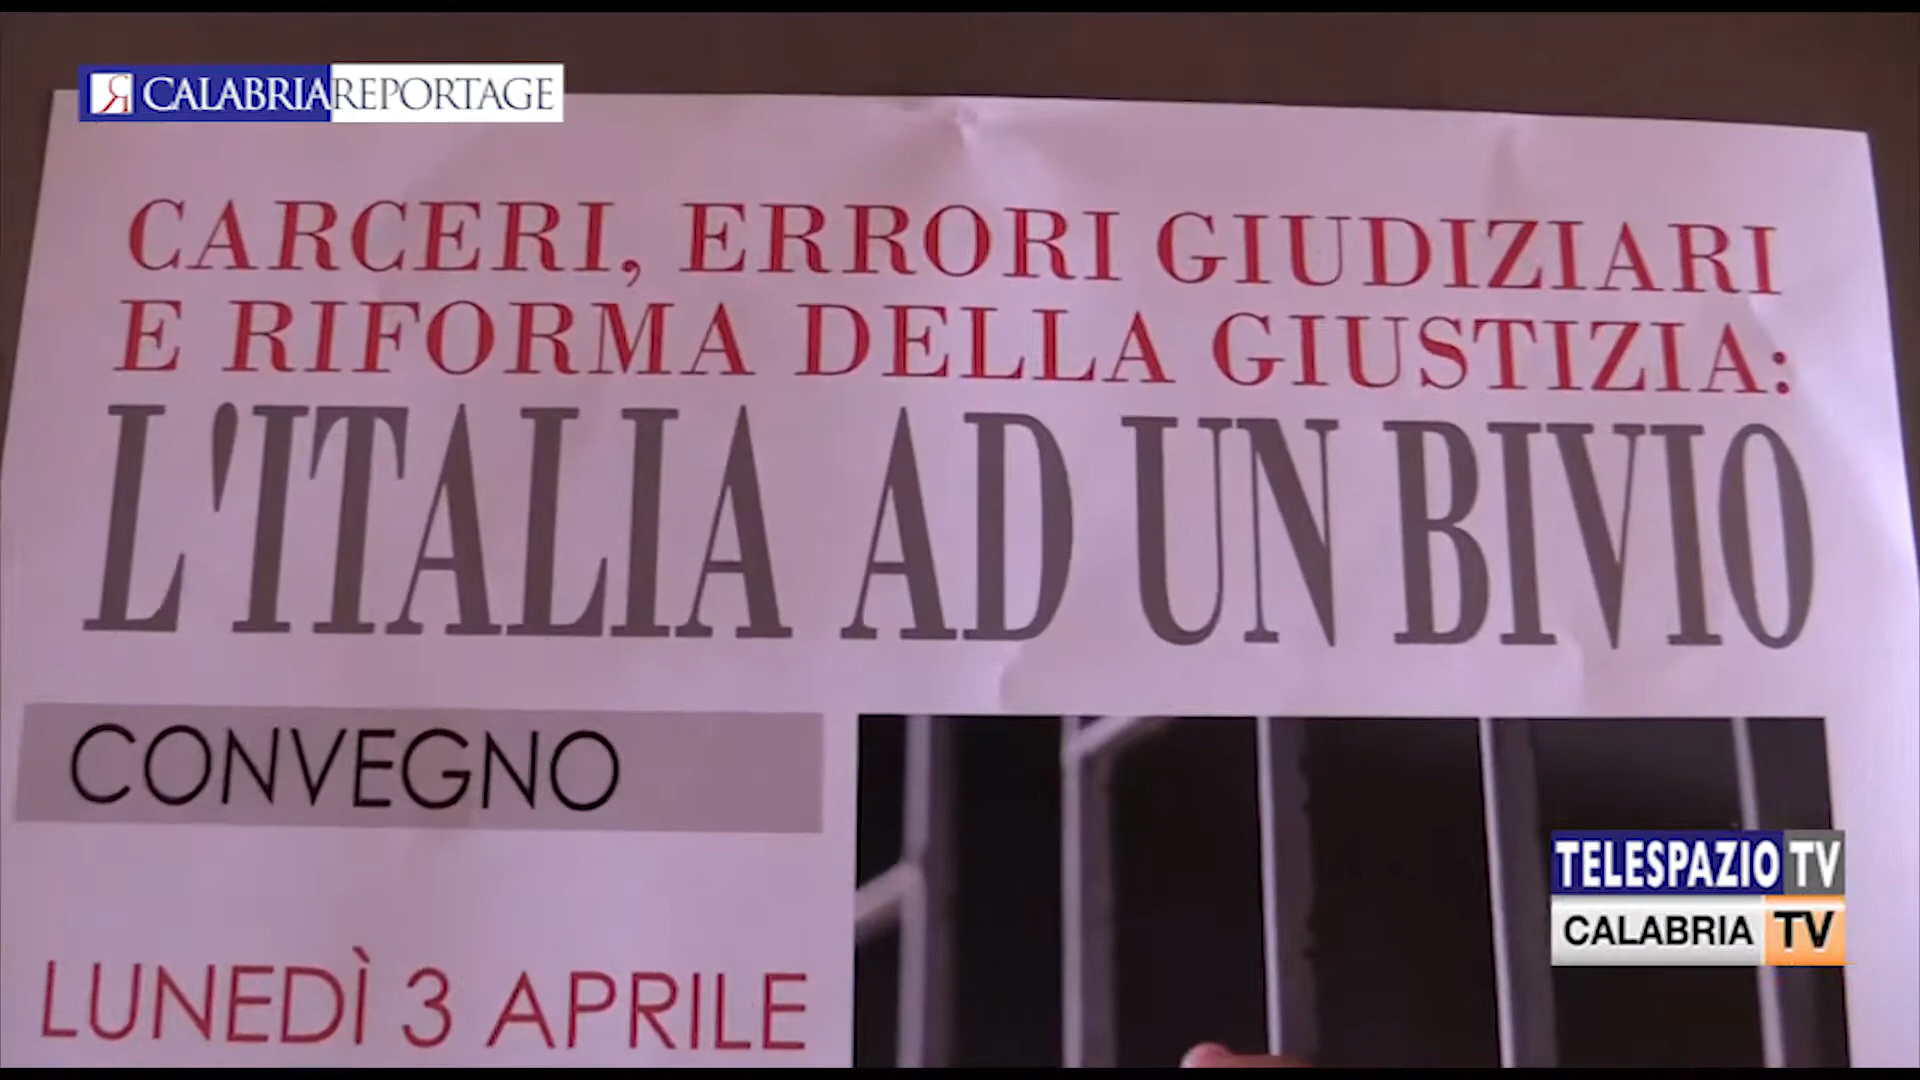 CALABRIAREPORTAGE
CARCERI, ERRORI GIUDIZIARI
E RIFORMA DELLA GIUSTIZIA:
L'ITALIA AD UN BIVIO
CONVEGNO
LUNEDÌ 3 APRILE
TELESPAZIO TV
CALABRIA TV